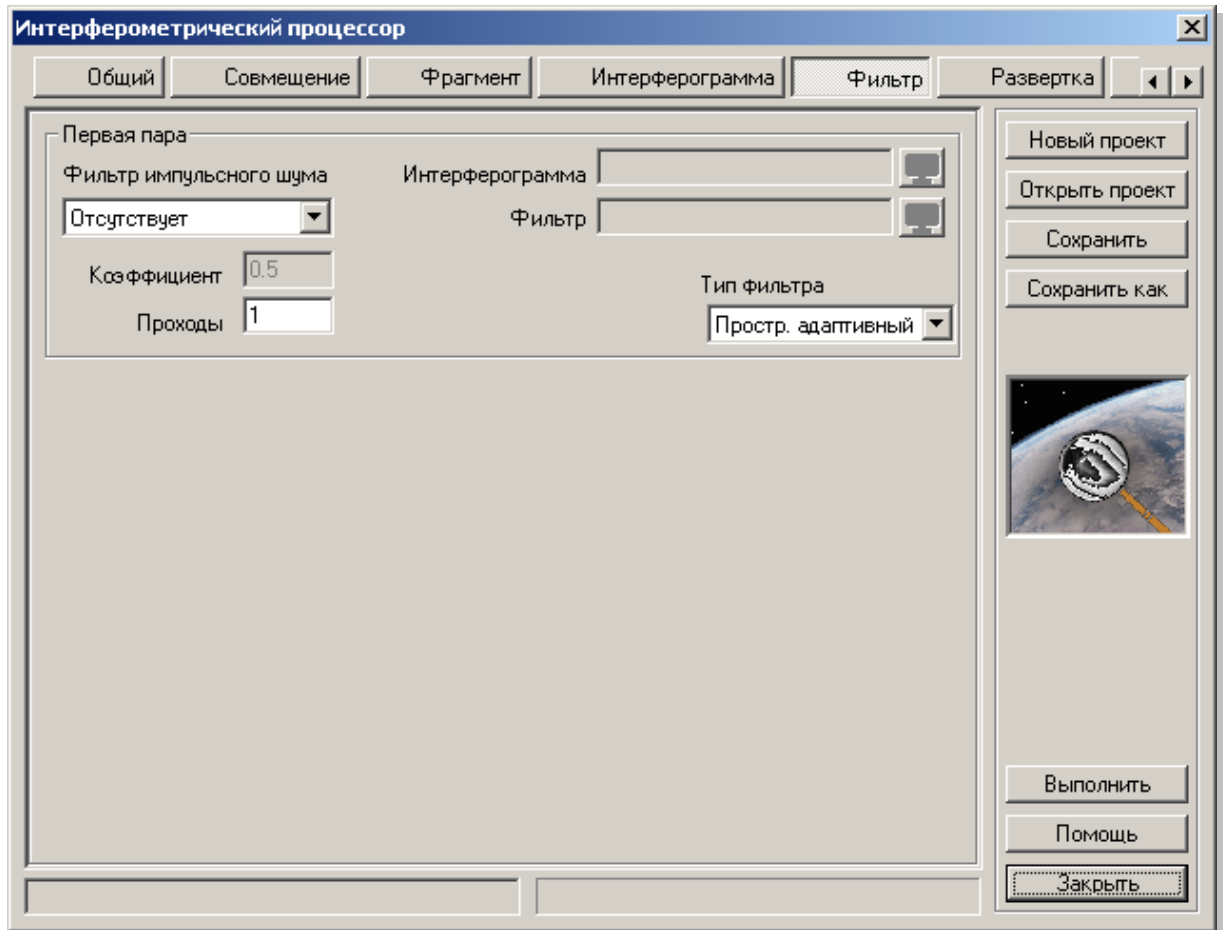 Интерферометрический процессор
Общий Совмещение Фрагмент Интерферограмма Фильтр Развертка
Первая пара
Фильтр импульсного шума
Отсутствует
Коэффициент 0.5
Проходы 1
Интерферограмма
Фильтр
Тип фильтра
Простр. адаптивный
Новый проект
Открыть проект
Сохранить
Сохранить как
Выполнить
Помощь
Закрыть